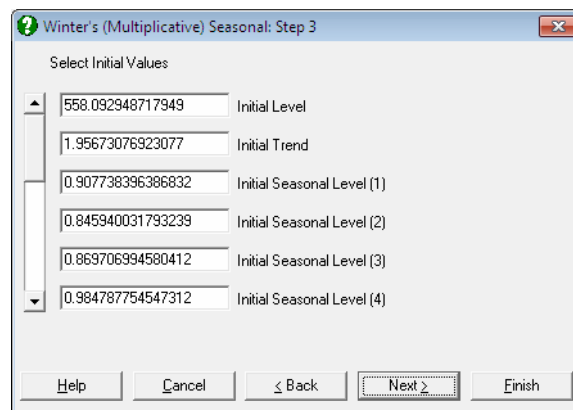 Winter's (Multiplicative) Seasonal: Step 3
Select Initial Values
558.092948717949 Initial Level
1.95673076923077 Initial Trend
0.907738396386832 Initial Seasonal Level (1)
0.845940031793239 Initial Seasonal Level (2)
0.869706994580412 Initial Seasonal Level (3)
0.984787754547312 Initial Seasonal Level (4)
Help Cancel < Back Next > Finish